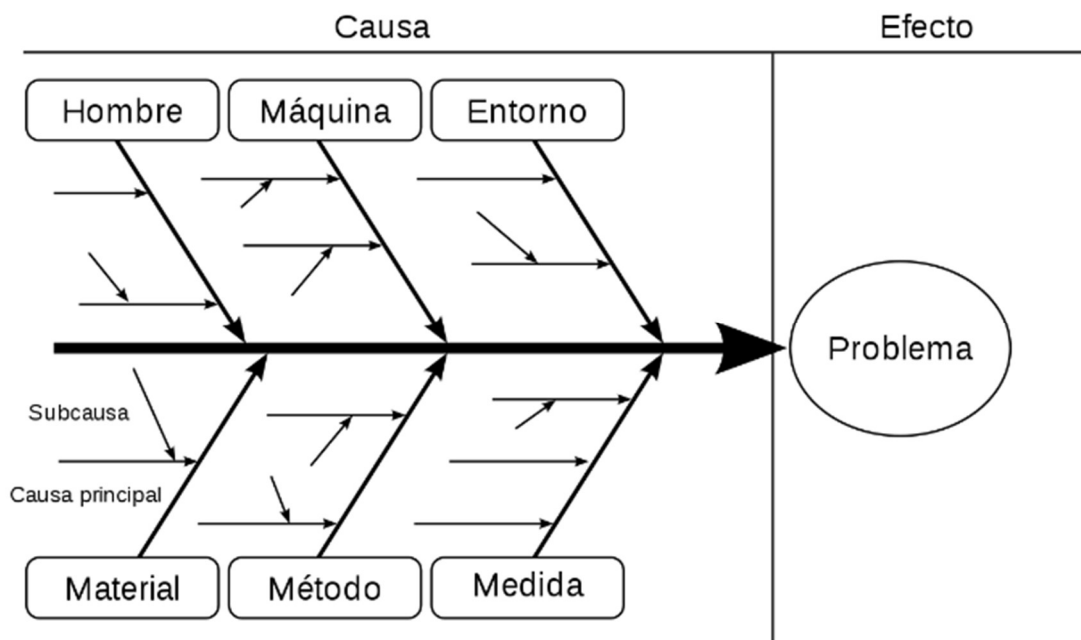 Causa
Efecto
Hombre
Máquina
Entorno
Problema
Subcausa
Causa principal
Material
Método
Medida